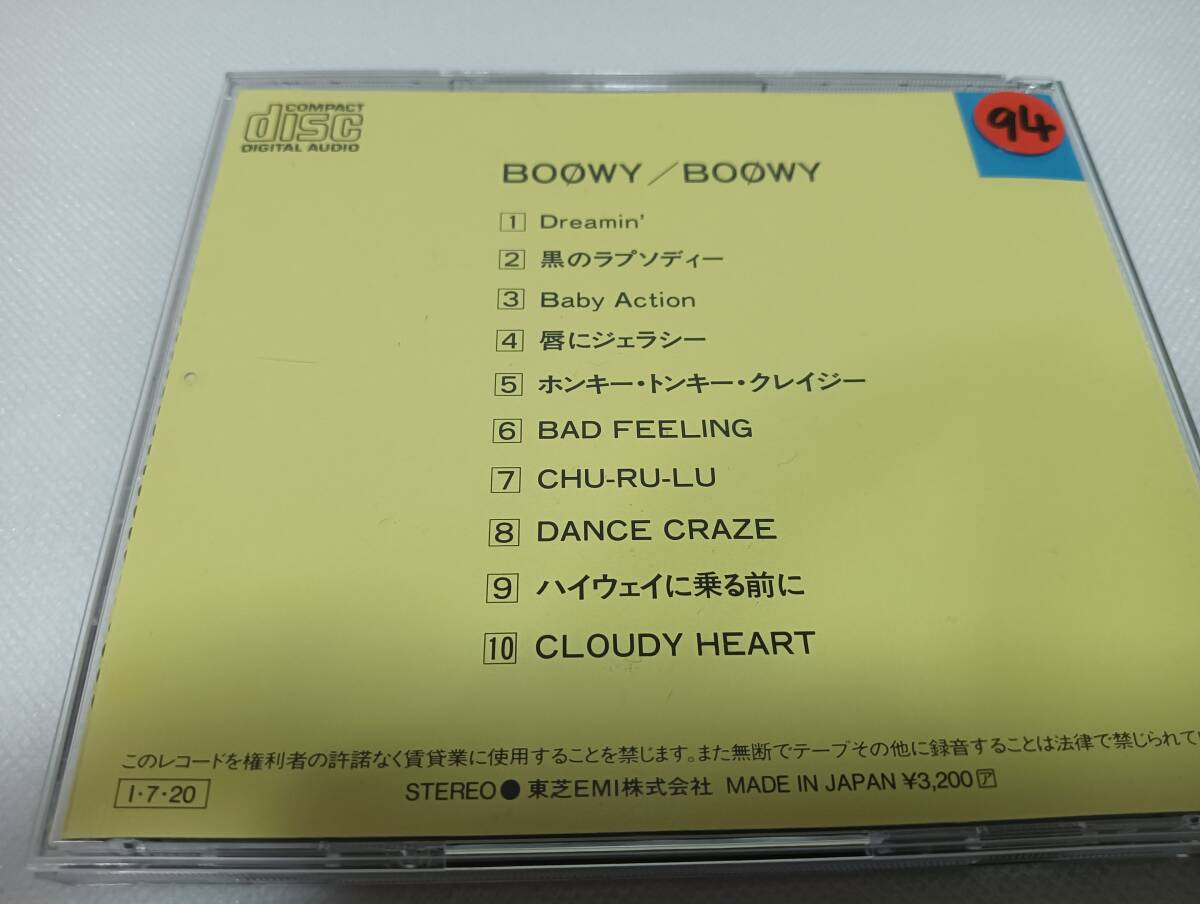 COMPACT
disc
DIGITAL AUDIO
94
BOØWY／BOØWY
1 Dreamin'
2 黒のラプソディー
3 Baby Action
4 唇にジェラシー
5 ホンキー・トンキー・クレイジー
6 BAD FEELING
7 CHU-RU-LU
8 DANCE CRAZE
9 ハイウェイに乗る前に
10 CLOUDY HEART
このレコードを権利者の許諾なく賃貸業に使用することを禁じます。また無断でテープその他に録音することは法律で禁じられてい
I・7・20
STEREO● 東芝EMI株式会社 MADE IN JAPAN ¥3,200 ア